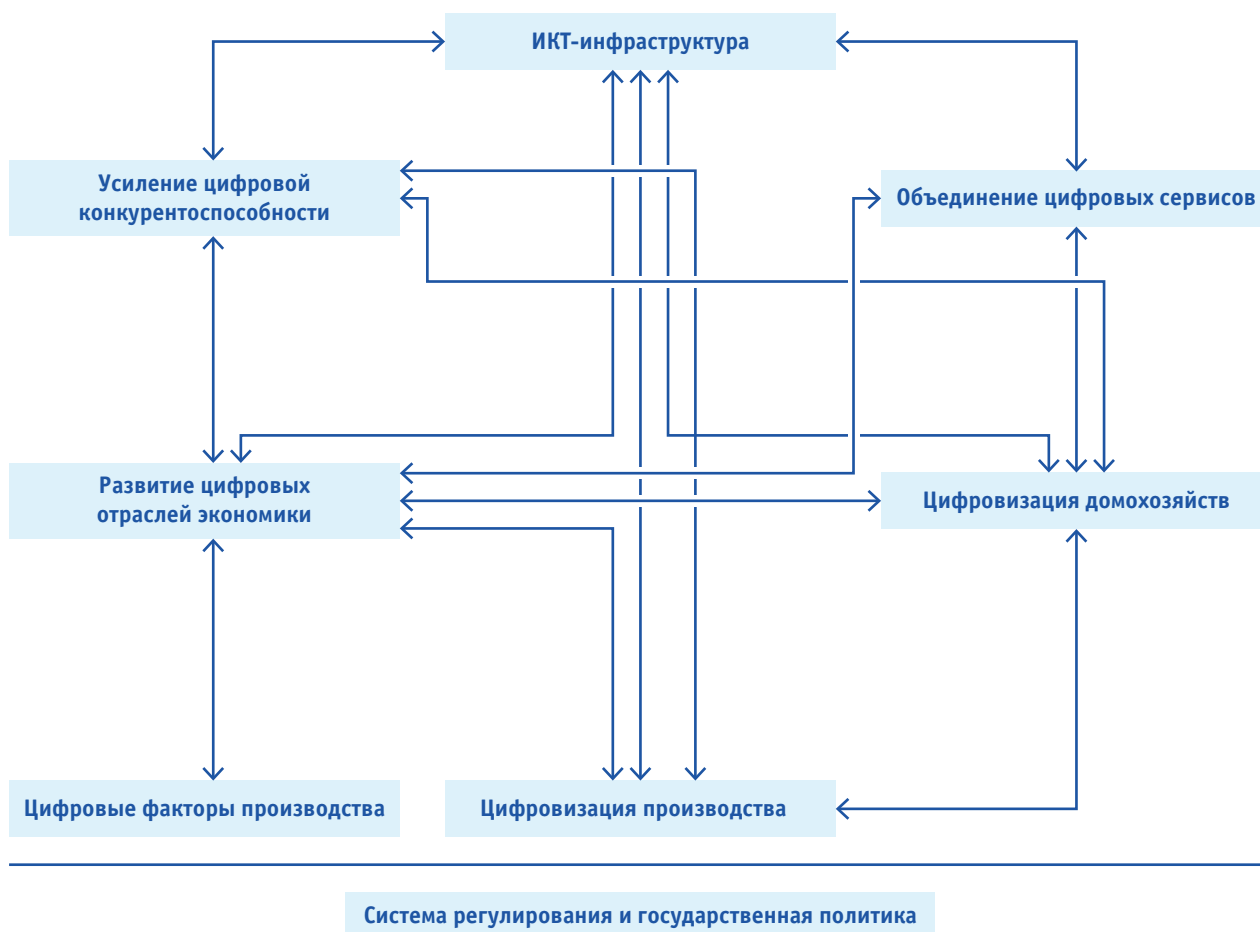 ИКТ-инфраструктура
Усиление цифровой
конкурентоспособности
Объединение цифровых сервисов
Развитие цифровых
отраслей экономики
Цифровизация домохозяйств
Цифровые факторы производства
Цифровизация производства
Система регулирования и государственная политика